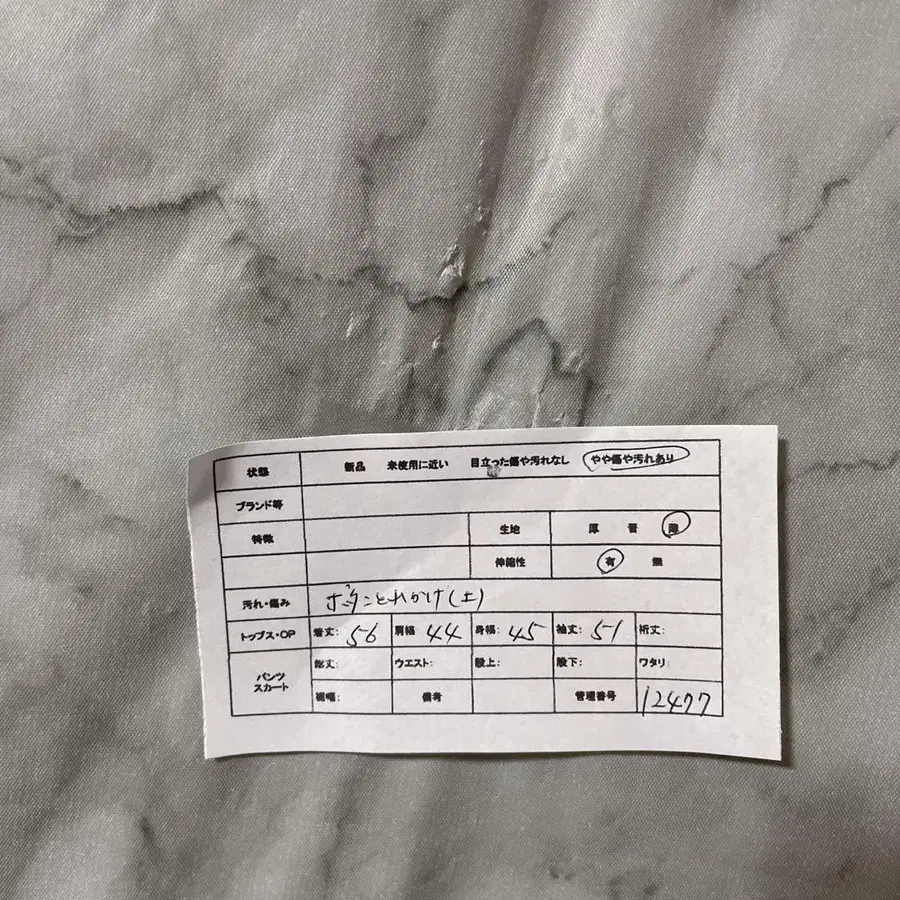 状態 新品 未使用に近い 目立った傷や汚れなし やや傷や汚れあり
ブランド等
特徴 生地 厚 普 薄
伸縮性 有 無
汚れ・傷み ボタンとれかけ(土)
トップス・OP 着丈: 56 肩幅 44 身幅: 45 袖丈: 51 裄丈:
パンツ スカート 総丈: ウエスト: 股上: 股下: ワタリ:
裾幅: 備考 管理番号 12477